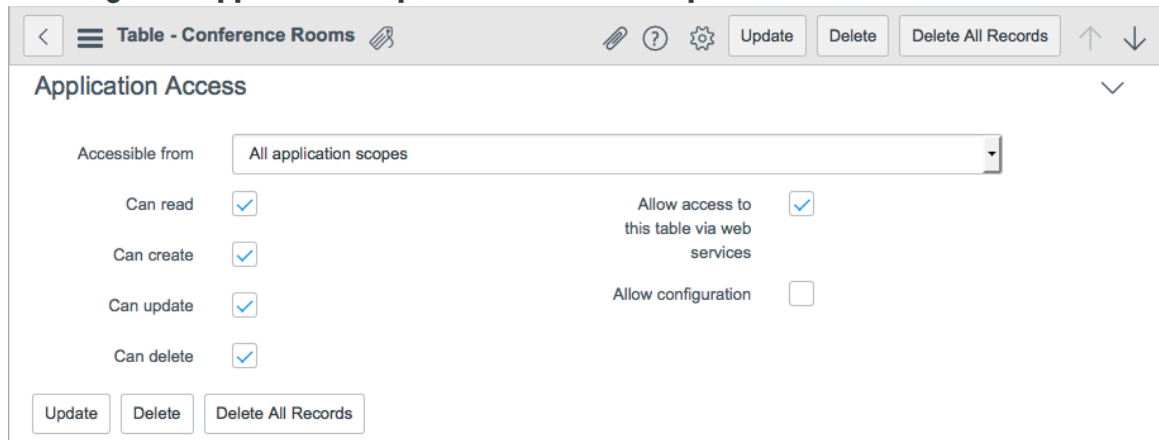 Table - Conference Rooms
Update
Delete
Delete All Records
Application Access
Accessible from
All application scopes
Can read
Allow access to
this table via web
services
Can create
Allow configuration
Can update
Can delete
Update
Delete
Delete All Records